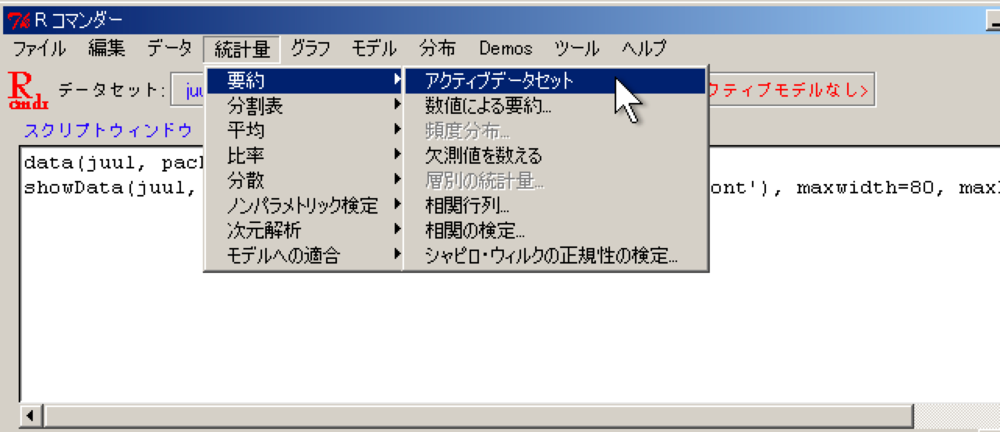 R コマンダー
ファイル 編集 データ 統計量 グラフ モデル 分布 Demos ツール ヘルプ
R cmdr データセット: クティブモデルなし>
スクリプトウィンドウ
要約
分割表
平均
比率
分散
ノンパラメトリック検定
次元解析
モデルへの適合
アクティブデータセット
数値による要約...
頻度分布...
欠測値を数える
層別の統計量...
相関行列...
相関の検定...
シャピロ・ウィルクの正規性の検定...
data(juul,
showData(juul, ont'), maxwidth=80,